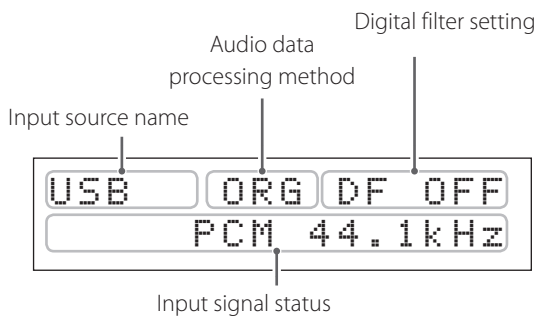 Digital filter setting
Audio data
processing method
Input source name
USB ORG DF OFF
PCM 44.1kHz
Input signal status